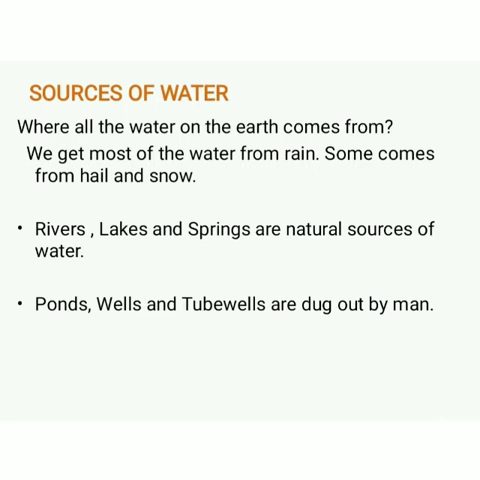 SOURCES OF WATER
Where all the water on the earth comes from?
We get most of the water from rain. Some comes
from hail and snow.
• Rivers , Lakes and Springs are natural sources of
water.
• Ponds, Wells and Tubewells are dug out by man.